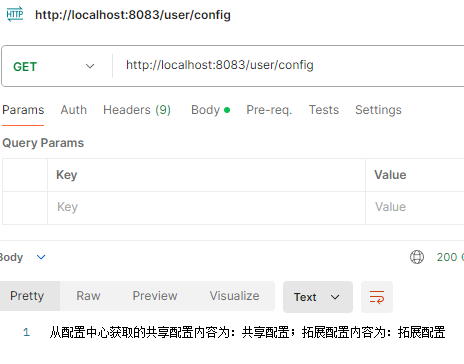 HTTP http://localhost:8083/user/config
GET http://localhost:8083/user/config
Params Auth Headers (9) Body Pre-req. Tests Settings
Query Params
Key Value
Key Value
Body 200
Pretty Raw Preview Visualize Text
1 从配置中心获取的共享配置内容为：共享配置；拓展配置内容为：拓展配置